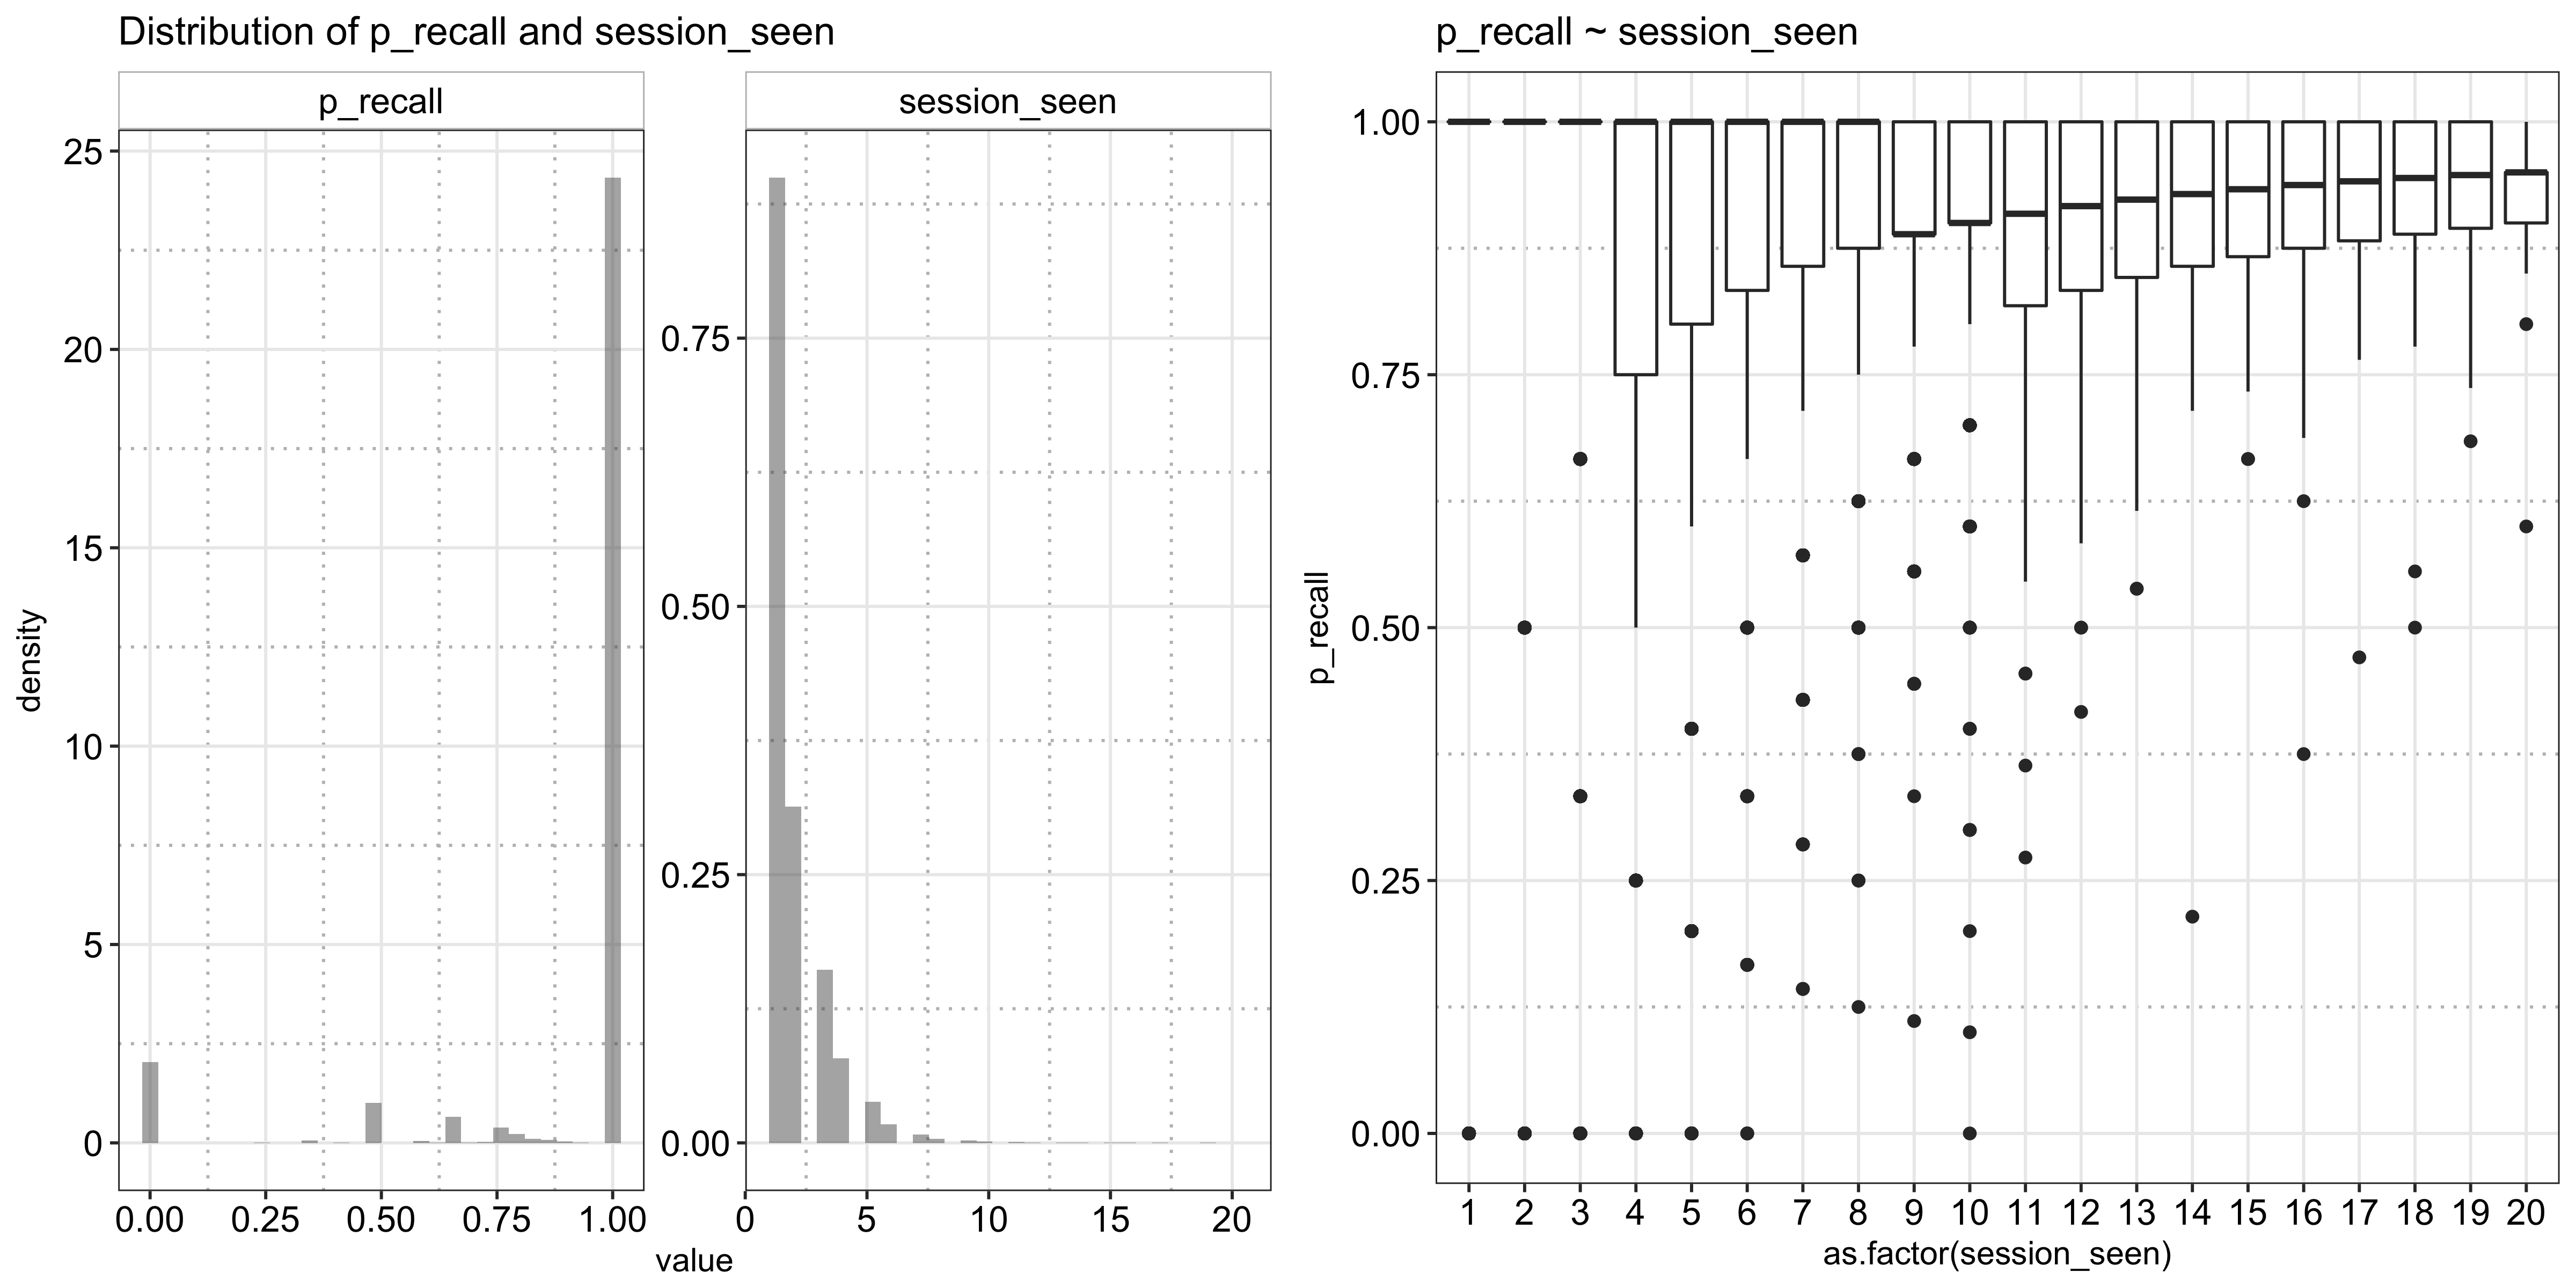 Distribution of p_recall and session_seen
p_recall
session_seen
25
20
15
10
5
0
density
0.00 0.25 0.50 0.75 1.00
0.75
0.50
0.25
0.00
0 5 10 15 20
value
p_recall ~ session_seen
1.00
0.75
0.50
0.25
0.00
p_recall
1 2 3 4 5 6 7 8 9 10 11 12 13 14 15 16 17 18 19 20
as.factor(session_seen)